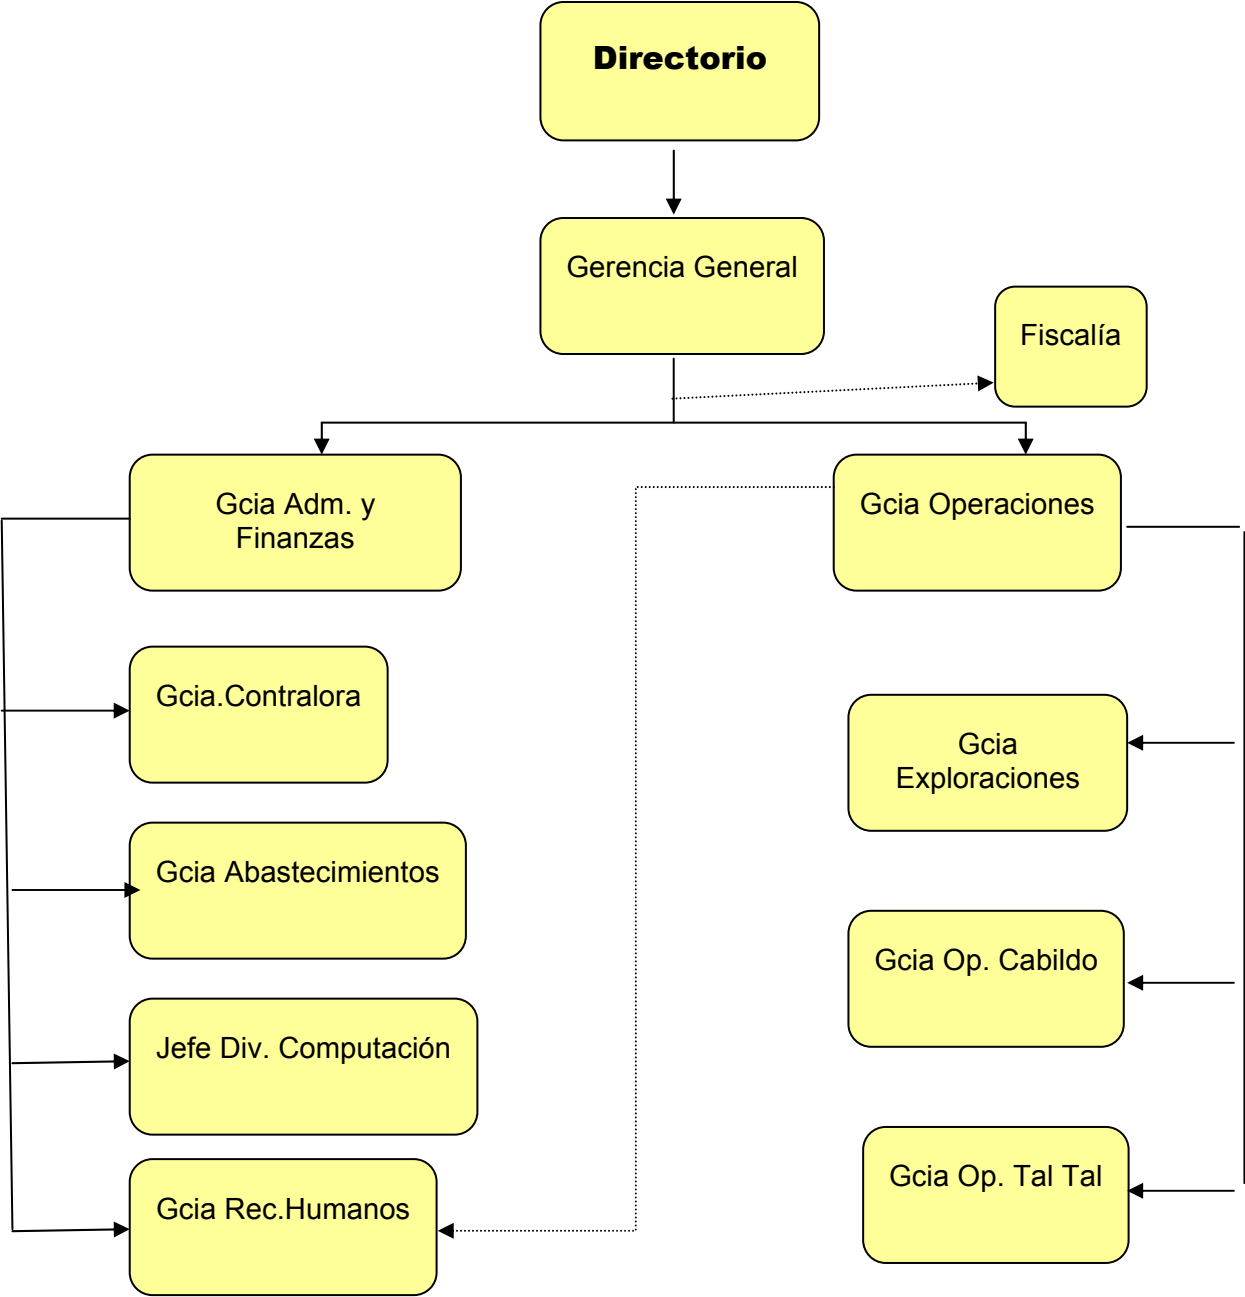 Directorio
Gerencia General
Fiscalía
Gcia Adm. y
Finanzas
Gcia Operaciones
Gcia.Contralora
Gcia
Exploraciones
Gcia Abastecimientos
Gcia Op. Cabildo
Jefe Div. Computación
Gcia Op. Tal Tal
Gcia Rec.Humanos